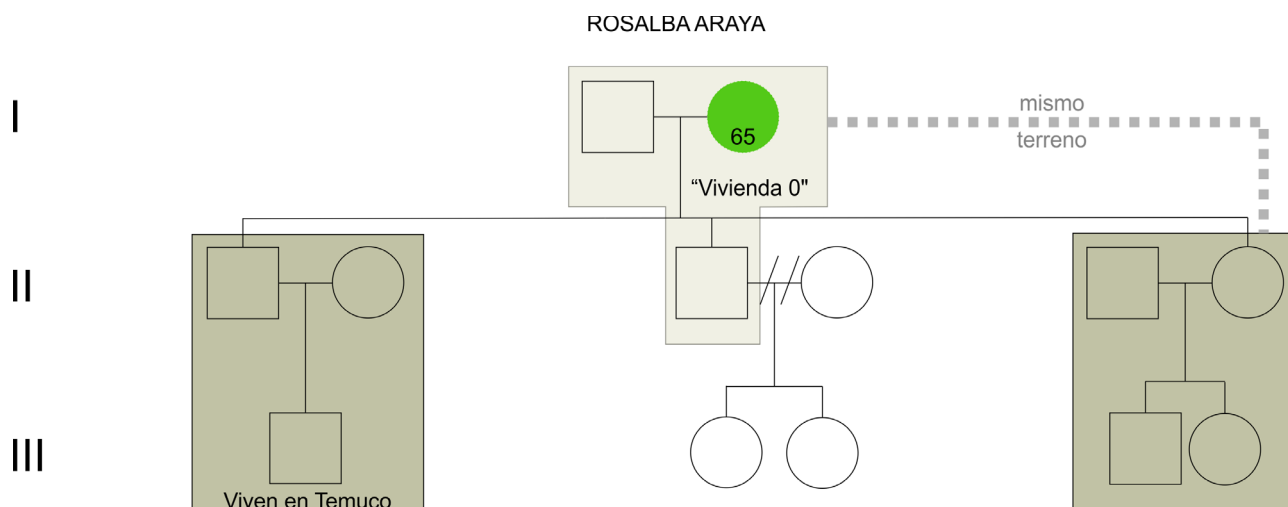 ROSALBA ARAYA
I
mismo
terreno
65
“Vivienda 0"
II
III
Viven en Temuco